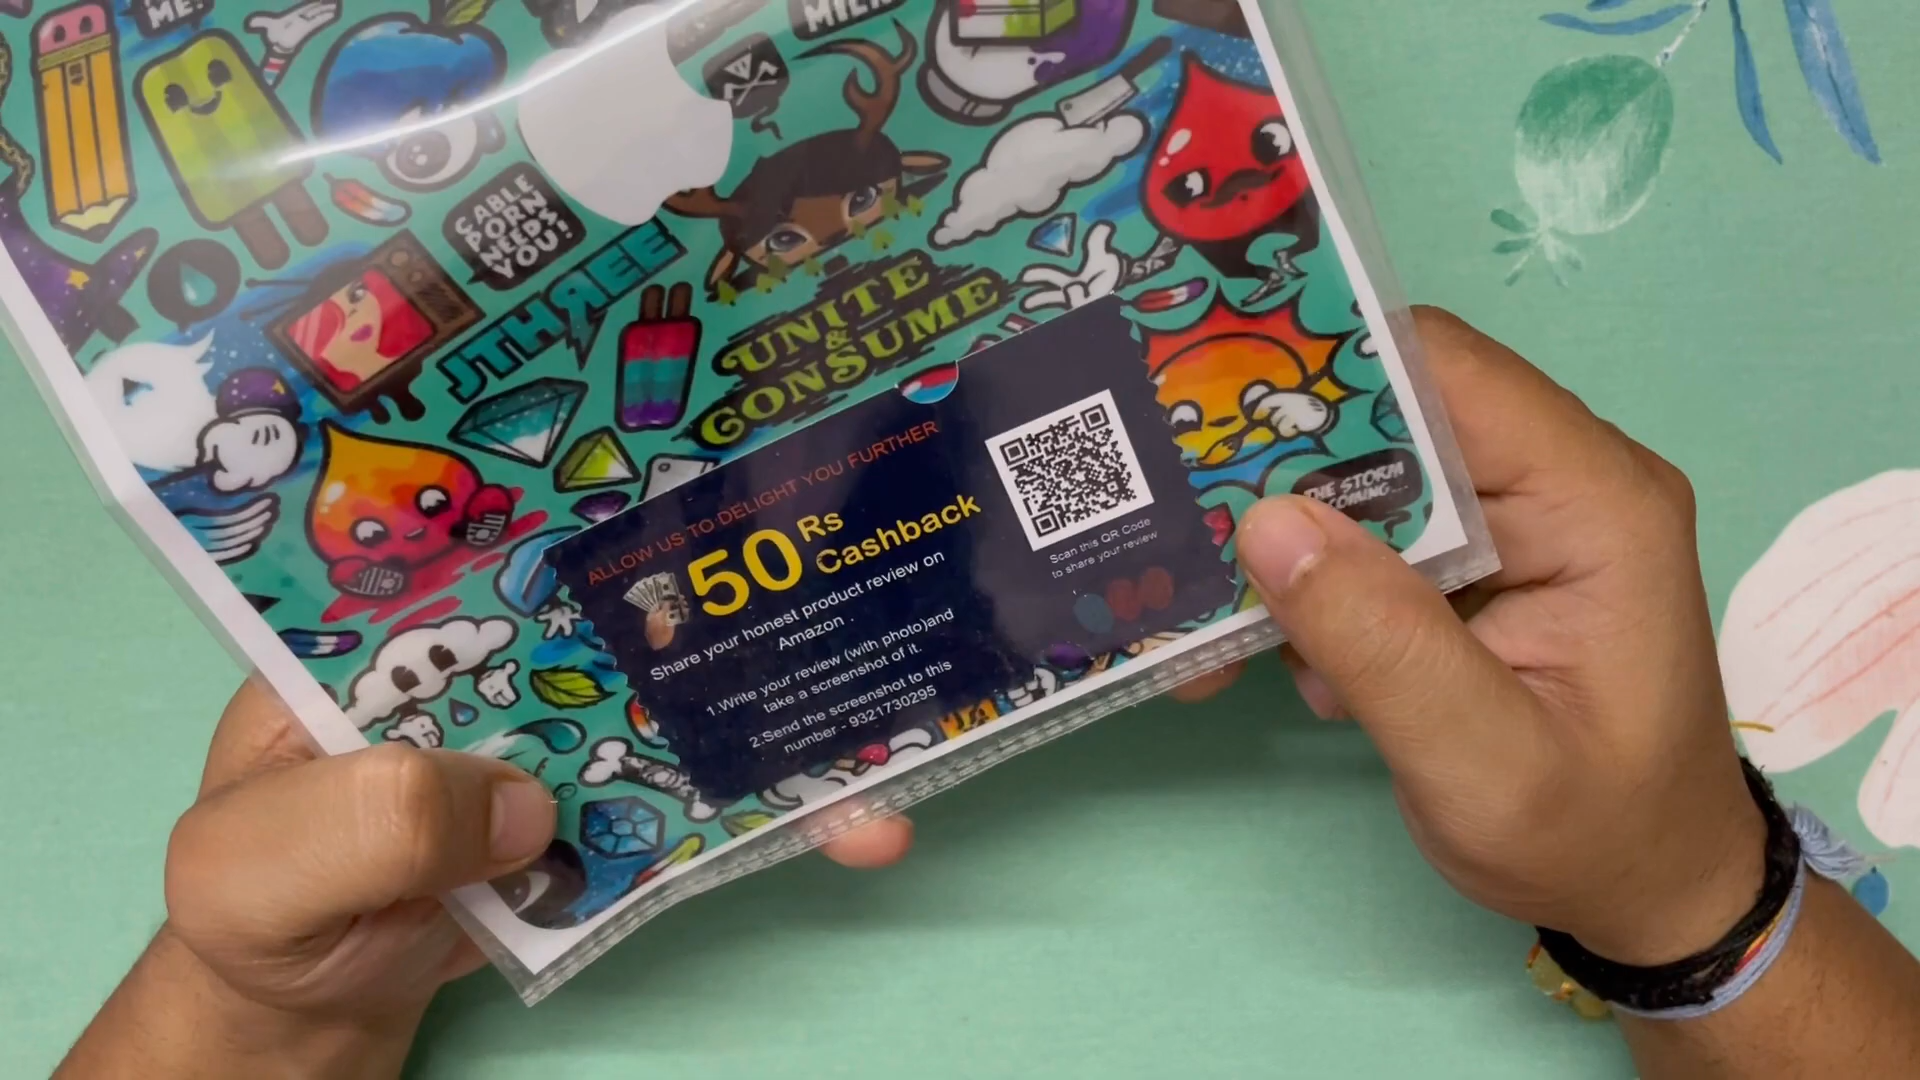 ME!
MILK
CABLE
PORN
NEEDS
YOU!
JTHREE
UNITE
&
CONSUME
THE STORM
COMING...
ALLOW US TO DELIGHT YOU FURTHER
50 Rs
Cashback
Share your honest product review on
Amazon .
1.Write your review (with photo)and
take a screenshot of it.
2.Send the screenshot to this
number - 9321730295
Scan this QR Code
to share your review